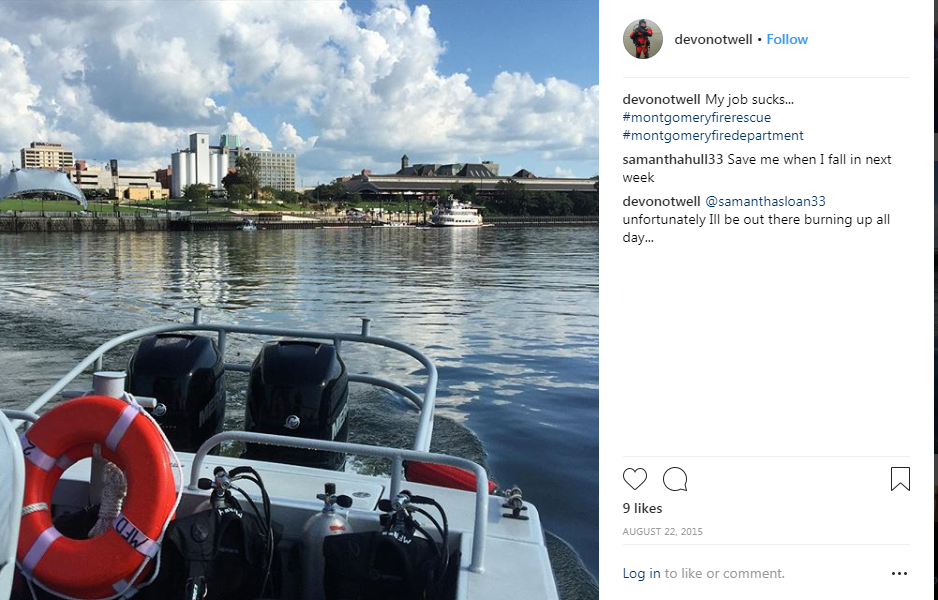 devonotwell • Follow
devonotwell My job sucks...
#montgomeryfirerescue
#montgomeryfiredepartment
samanthahull33 Save me when I fall in next
week
devonotwell @samanthasloan33
unfortunately Ill be out there burning up all
day...
9 likes
AUGUST 22, 2015
Log in to like or comment.
MFD